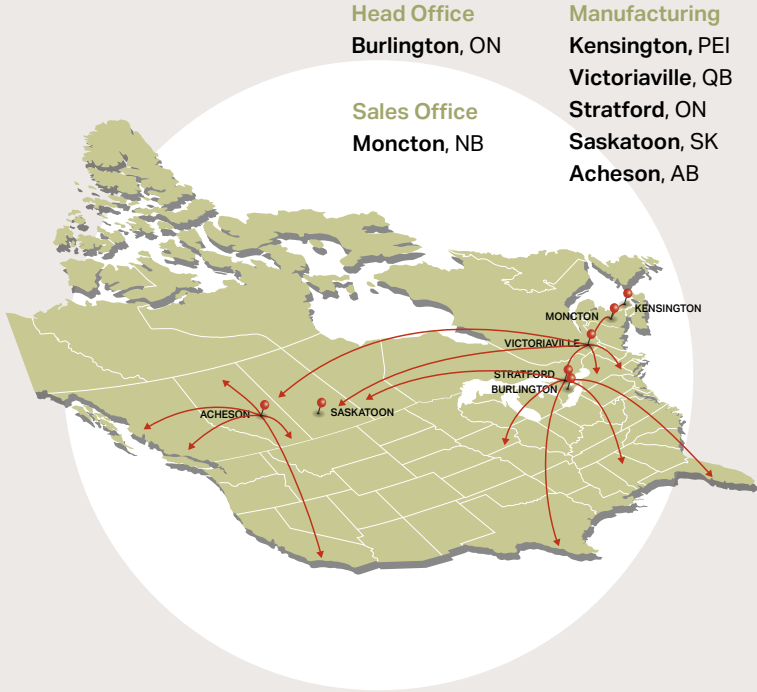 Head Office
Burlington, ON
Sales Office
Moncton, NB
Manufacturing
Kensington, PEI
Victoriaville, QB
Stratford, ON
Saskatoon, SK
Acheson, AB
KENSINGTON
MONCTON
VICTORIAVILLE
STRATFORD
BURLINGTON
ACHESON
SASKATOON